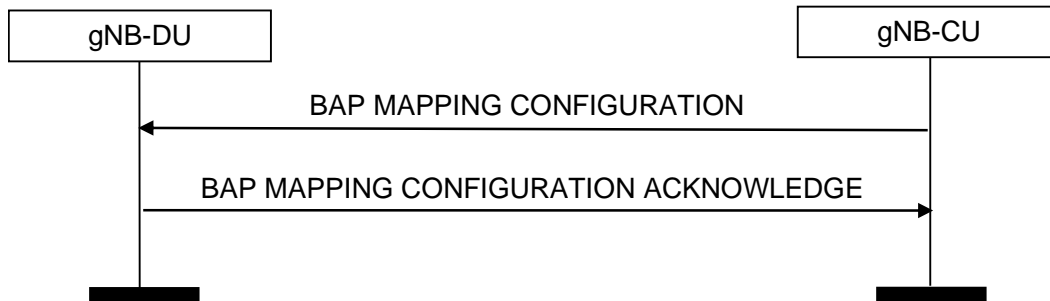 gNB-DU
gNB-CU
BAP MAPPING CONFIGURATION
BAP MAPPING CONFIGURATION ACKNOWLEDGE